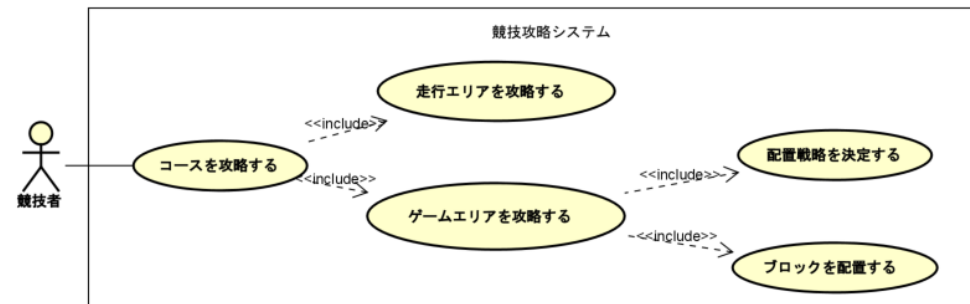 競技攻略システム
走行エリアを攻略する
<<include>>
コースを攻略する
<<include>>
競技者
ゲームエリアを攻略する
<<include>>
配置戦略を決定する
<<include>>
ブロックを配置する